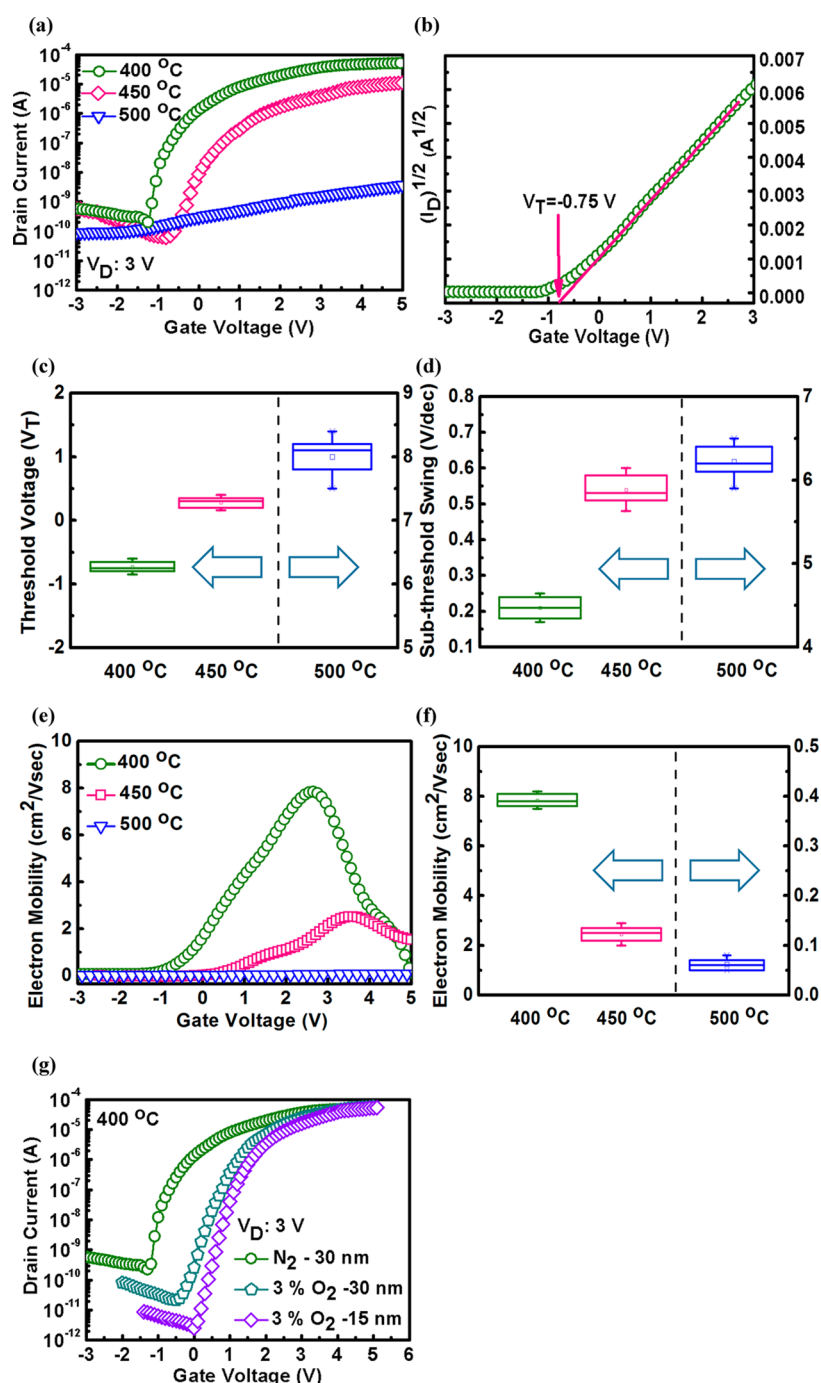 (a)
10^-4
10^-5
10^-6
10^-7
10^-8
10^-9
10^-10
10^-11
10^-12
Drain Current (A)
400 °C
450 °C
500 °C
V_D: 3 V
-3 -2 -1 0 1 2 3 4 5
Gate Voltage (V)
(b)
(I_D)^1/2 (A^1/2)
V_T=-0.75 V
0.007
0.006
0.005
0.004
0.003
0.002
0.001
0.000
-3 -2 -1 0 1 2 3
Gate Voltage (V)
(c)
Threshold Voltage (V_T)
2
1
0
-1
-2
9
8
7
6
5
400 °C 450 °C 500 °C
(d)
Sub-threshold Swing (V/dec)
0.8
0.7
0.6
0.5
0.4
0.3
0.2
0.1
7
6
5
4
400 °C 450 °C 500 °C
(e)
Electron Mobility (cm^2/Vsec)
10
8
6
4
2
0
400 °C
450 °C
500 °C
-3 -2 -1 0 1 2 3 4 5
Gate Voltage (V)
(f)
Electron Mobility (cm^2/Vsec)
10
8
6
4
2
0
0.5
0.4
0.3
0.2
0.1
0.0
400 °C 450 °C 500 °C
(g)
Drain Current (A)
10^-4
10^-5
10^-6
10^-7
10^-8
10^-9
10^-10
10^-11
10^-12
400 °C
V_D: 3 V
N_2 - 30 nm
3 % O_2 -30 nm
3 % O_2 -15 nm
-3 -2 -1 0 1 2 3 4 5 6
Gate Voltage (V)